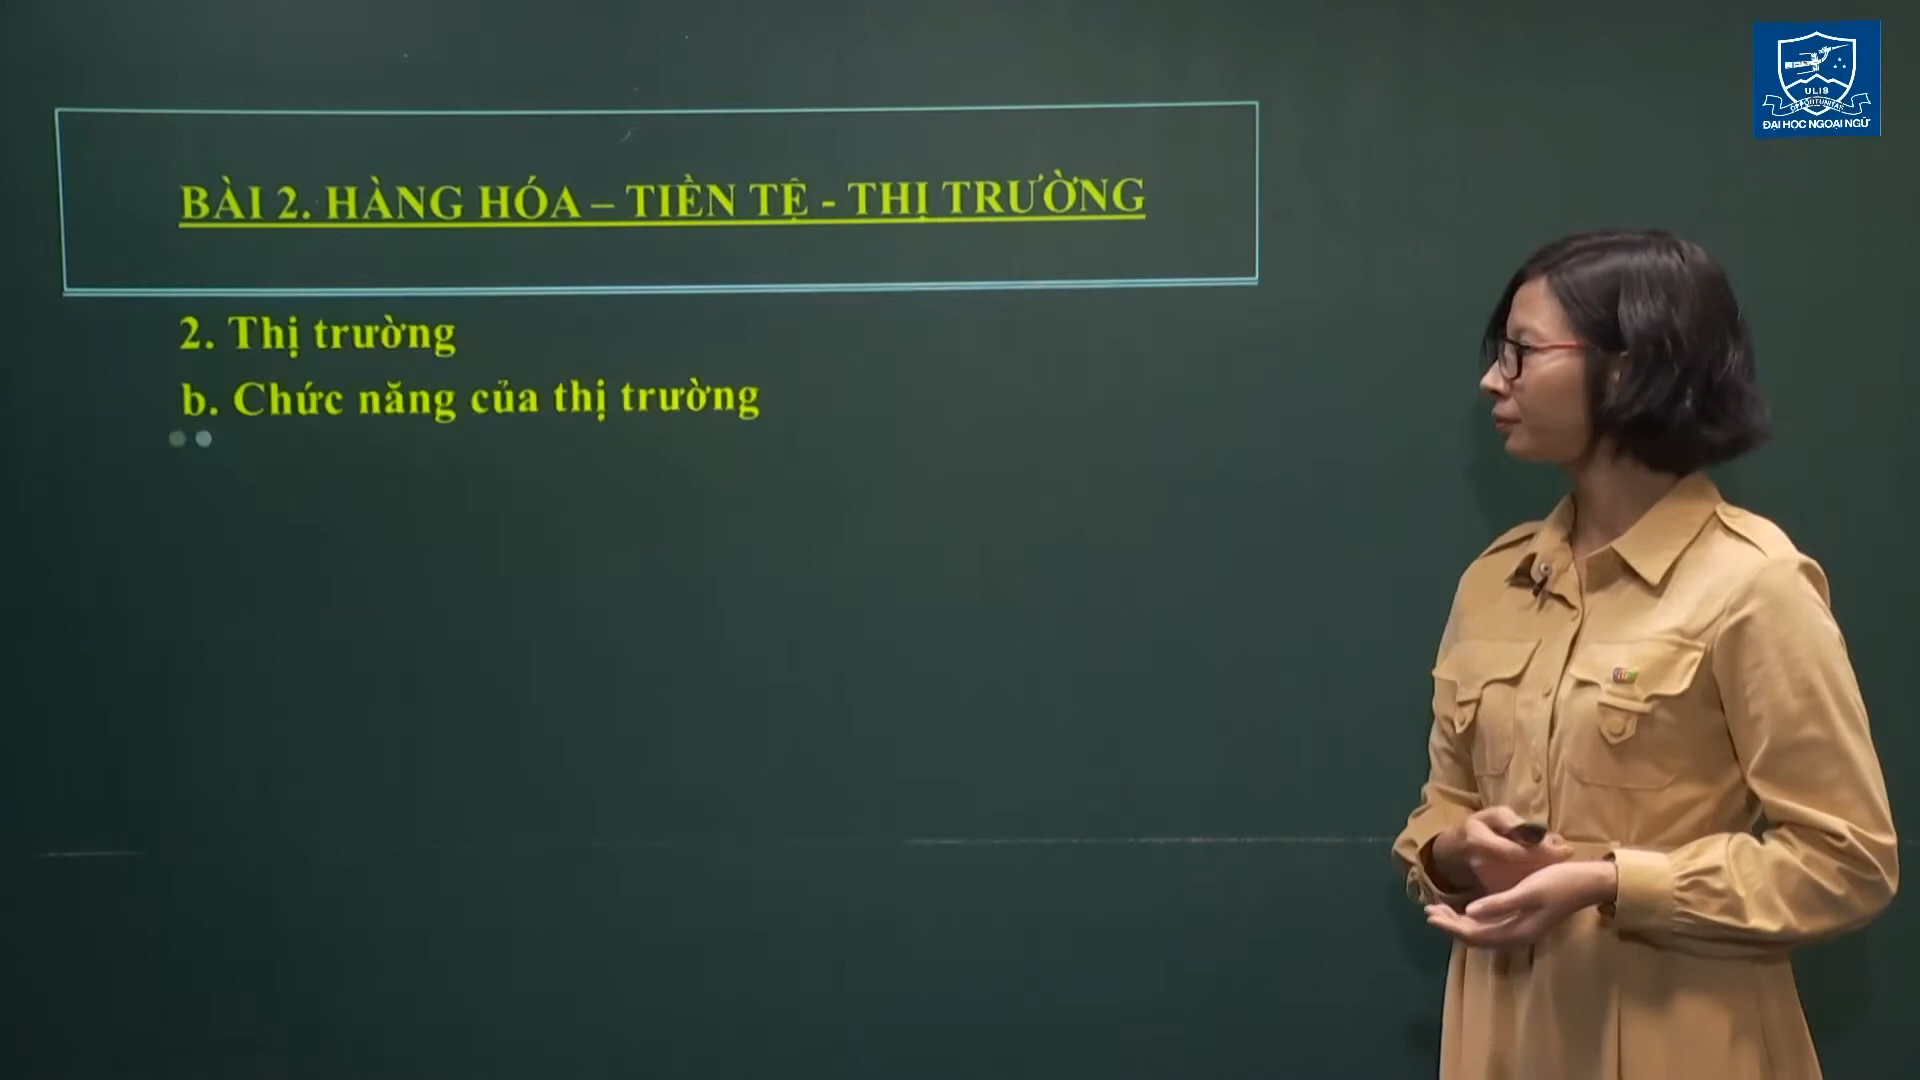 BÀI 2. HÀNG HÓA – TIỀN TỆ - THỊ TRƯỜNG
2. Thị trường
b. Chức năng của thị trường
ULIS
OPPORTUNITAS
ĐẠI HỌC NGOẠI NGỮ